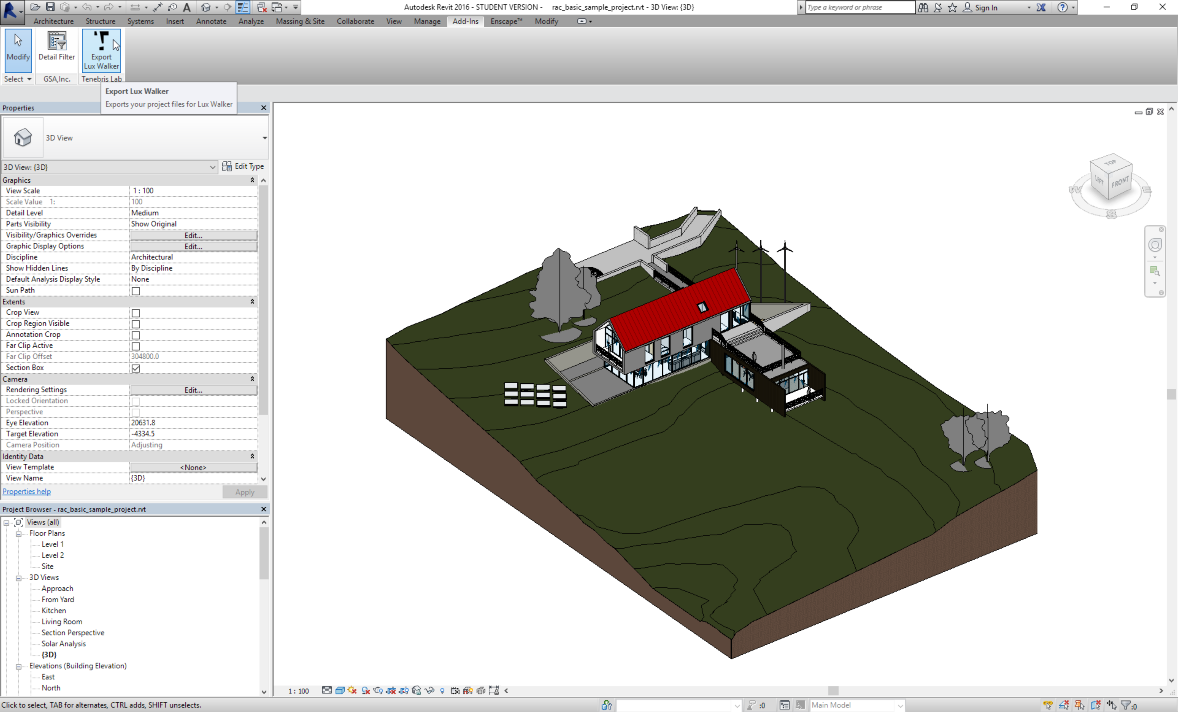 Autodesk Revit 2016 - STUDENT VERSION - rac_basic_sample_project.rvt - 3D View: {3D}
Type a keyword or phrase
Sign In
Architecture Structure Systems Insert Annotate Analyze Massing & Site Collaborate View Manage Add-Ins Enscape™ Modify
Modify
Detail Filter
Export
Lux Walker
Select GSA,Inc. Tenebris Lab
Export Lux Walker
Exports your project files for Lux Walker
Properties
3D View
3D View: {3D} Edit Type
Graphics
View Scale 1 : 100
Scale Value 1: 100
Detail Level Medium
Parts Visibility Show Original
Visibility/Graphics Overrides Edit...
Graphic Display Options Edit...
Discipline Architectural
Show Hidden Lines By Discipline
Default Analysis Display Style None
Sun Path
Extents
Crop View
Crop Region Visible
Annotation Crop
Far Clip Active
Far Clip Offset 304800.0
Section Box
Camera
Rendering Settings Edit...
Locked Orientation
Perspective
Eye Elevation 20631.8
Target Elevation -4334.5
Camera Position Adjusting
Identity Data
View Template <None>
View Name {3D}
Properties help Apply
Project Browser - rac_basic_sample_project.rvt
Views (all)
Floor Plans
Level 1
Level 2
Site
3D Views
Approach
From Yard
Kitchen
Living Room
Section Perspective
Solar Analysis
{3D}
Elevations (Building Elevation)
East
North
TOP
LEFT FRONT
1 : 100
Click to select, TAB for alternates, CTRL adds, SHIFT unselects.
:0
Main Model
:0